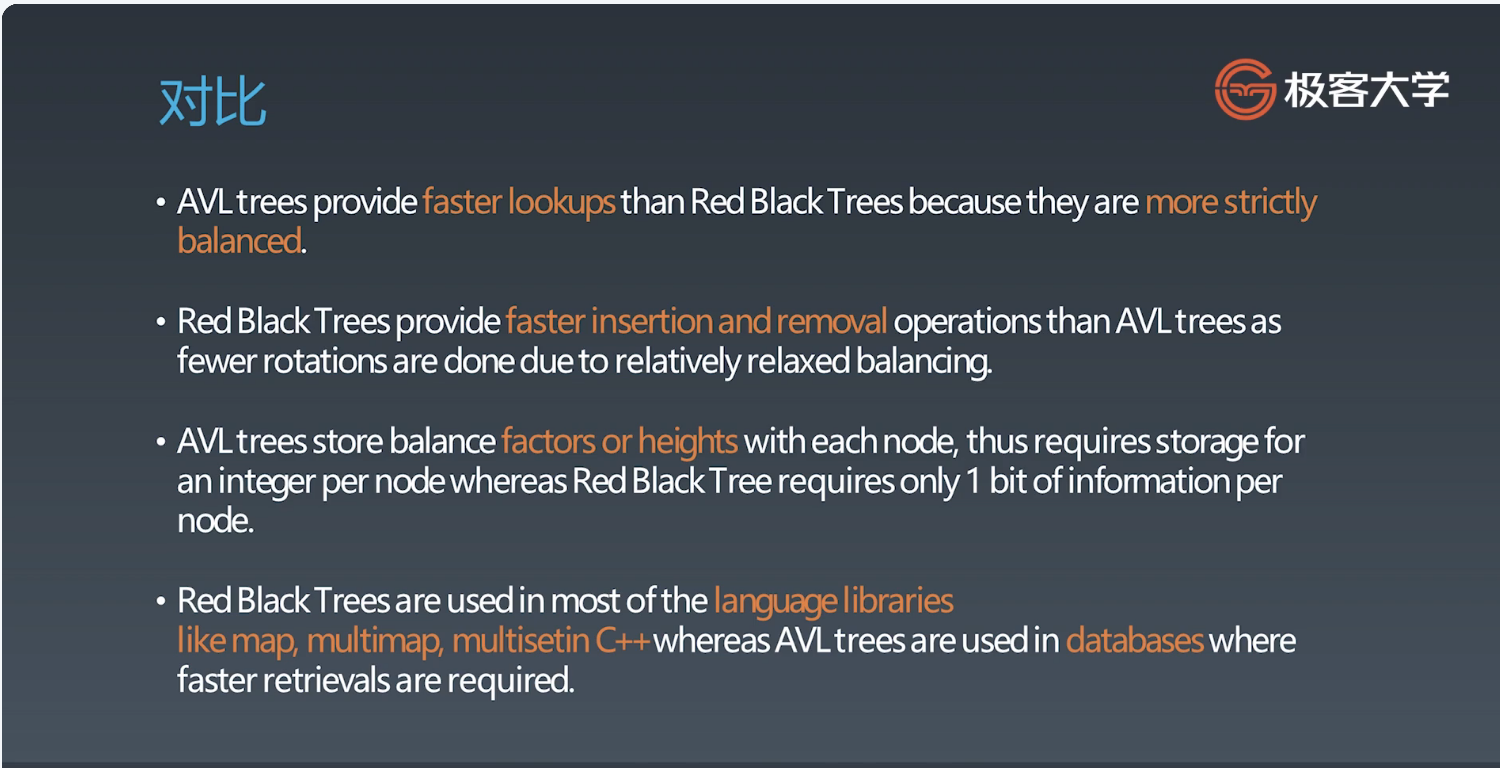 对比
极客大学
• AVL trees provide faster lookups than Red Black Trees because they are more strictly
balanced.
• Red Black Trees provide faster insertion and removal operations than AVL trees as
fewer rotations are done due to relatively relaxed balancing.
• AVL trees store balance factors or heights with each node, thus requires storage for
an integer per node whereas Red Black Tree requires only 1 bit of information per
node.
• Red Black Trees are used in most of the language libraries
like map, multimap, multisetin C++ whereas AVL trees are used in databases where
faster retrievals are required.